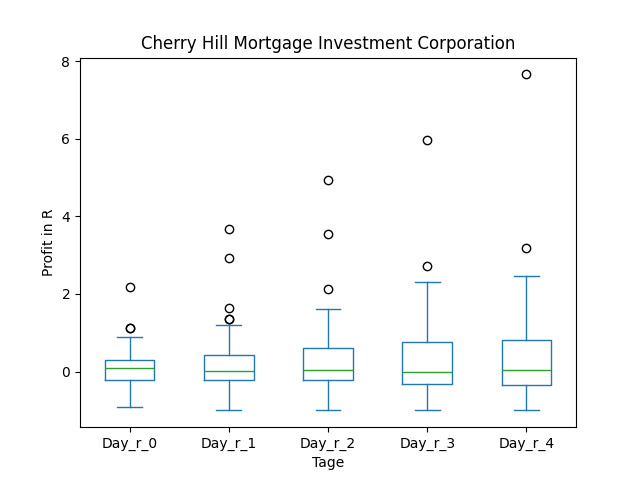 Cherry Hill Mortgage Investment Corporation
8
6
4
2
0
Profit in R
Day_r_0 Day_r_1 Day_r_2 Day_r_3 Day_r_4
Tage